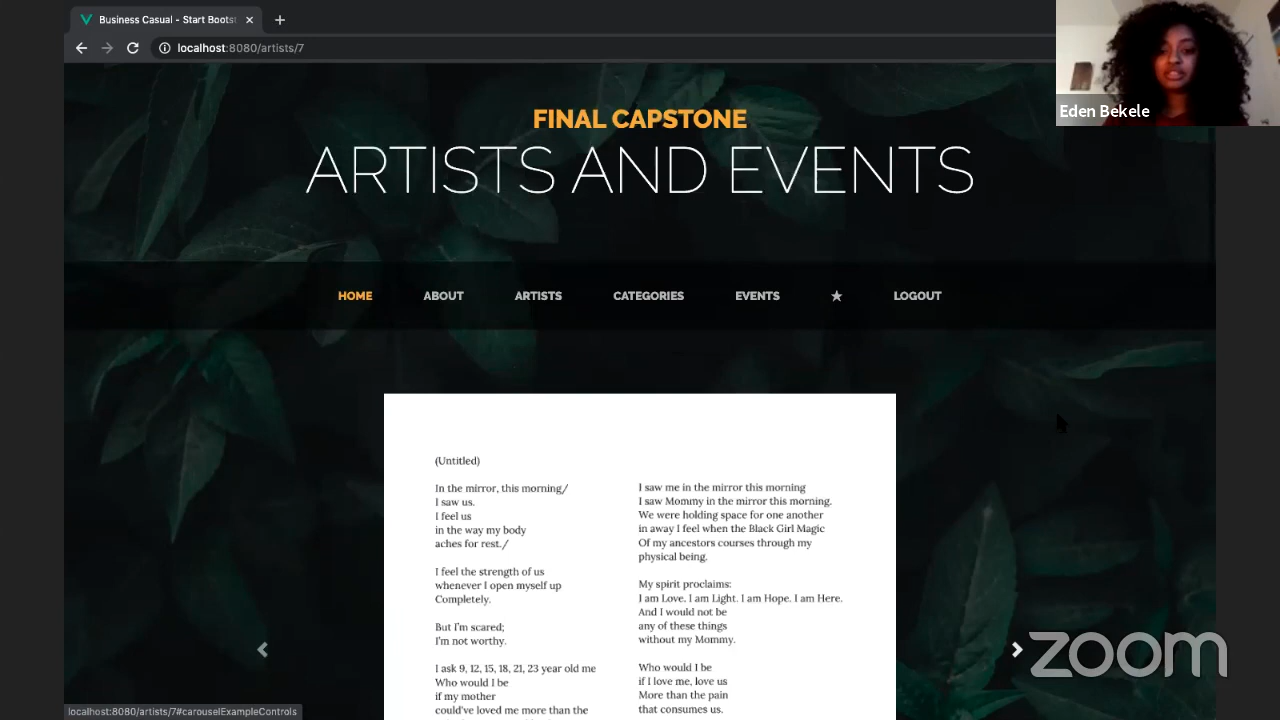 Business Casual - Start Bootst
localhost:8080/artists/7
Eden Bekele
FINAL CAPSTONE
ARTISTS AND EVENTS
HOME ABOUT ARTISTS CATEGORIES EVENTS ★ LOGOUT
(Untitled)
In the mirror, this morning/
I saw us.
I feel us
in the way my body
aches for rest./
I feel the strength of us
whenever I open myself up
Completely.
But I'm scared;
I'm not worthy.
I ask 9, 12, 15, 18, 21, 23 year old me
Who would I be
if my mother
could've loved me more than the
I saw me in the mirror this morning
I saw Mommy in the mirror this morning.
We were holding space for one another
in away I feel when the Black Girl Magic
Of my ancestors courses through my
physical being.
My spirit proclaims:
I am Love. I am Light. I am Hope. I am Here.
And I would not be
any of these things
without my Mommy.
Who would I be
if I love me, love us
More than the pain
that consumes us.
zoom
localhost:8080/artists/7#carouselExampleControls